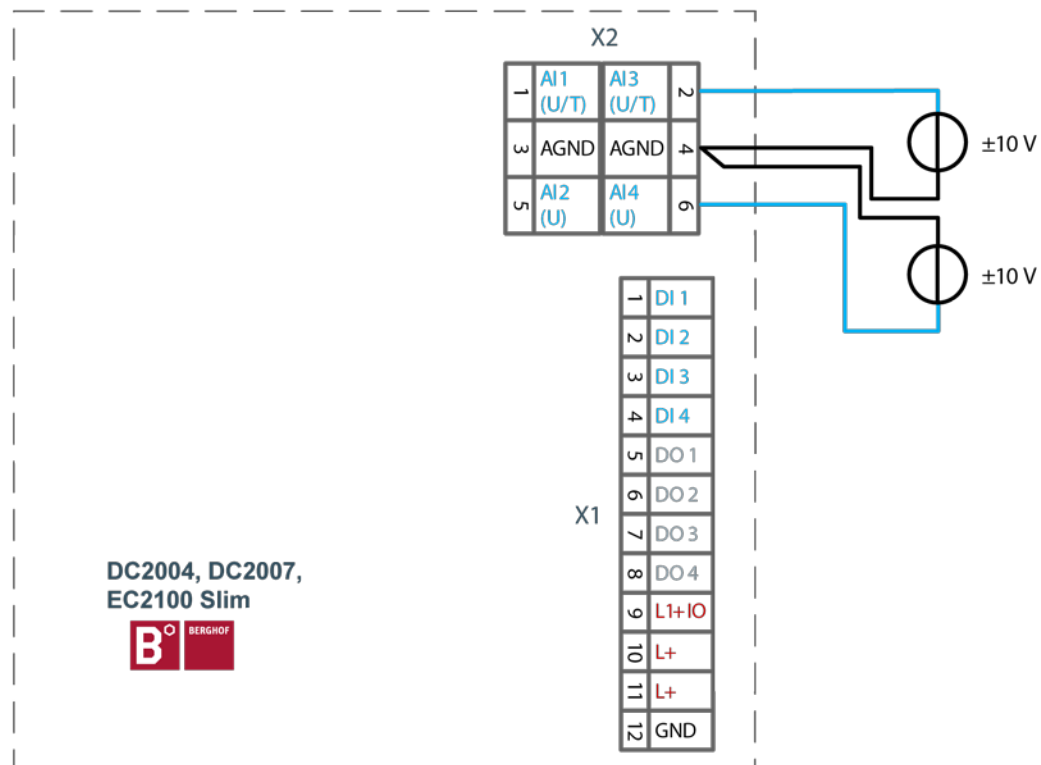 X2
1 AI1 AI3 2
(U/T) (U/T)
3 AGND AGND 4
5 AI2 AI4 6
(U) (U)
±10 V
±10 V
X1
1 DI 1
2 DI 2
3 DI 3
4 DI 4
5 DO 1
6 DO 2
7 DO 3
8 DO 4
9 L1+IO
10 L+
11 L+
12 GND
DC2004, DC2007,
EC2100 Slim
B BERGHOF